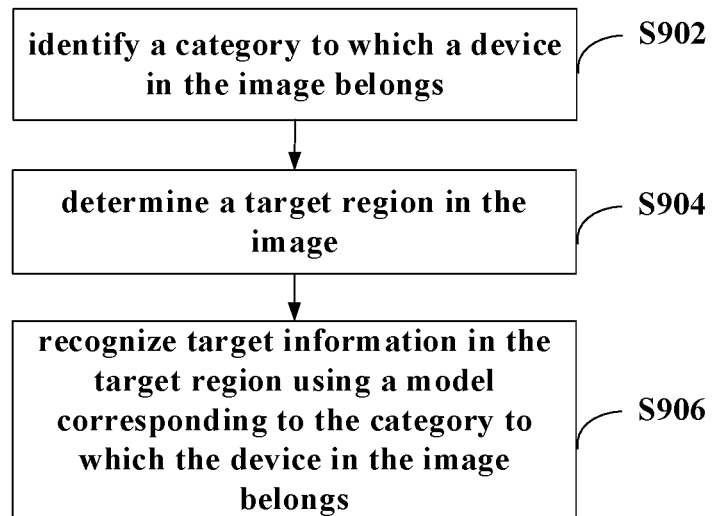 identify a category to which a device
in the image belongs
S902
determine a target region in the
image
S904
recognize target information in the
target region using a model
corresponding to the category to
which the device in the image
belongs
S906